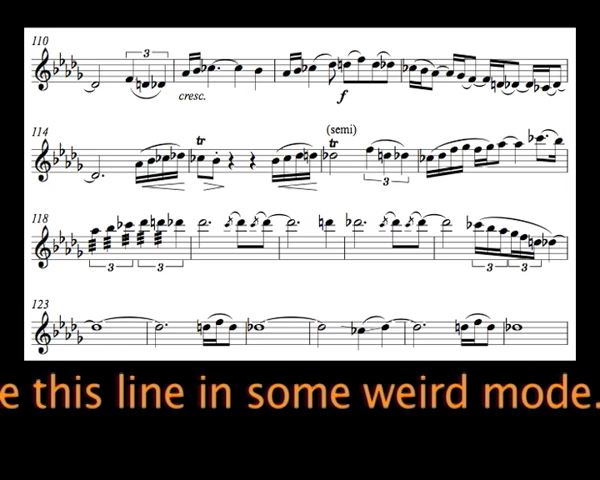 110
3
cresc.
f
114
tr
tr
(semi)
tr
3
118
3
3
3
3
123
e this line in some weird mode.